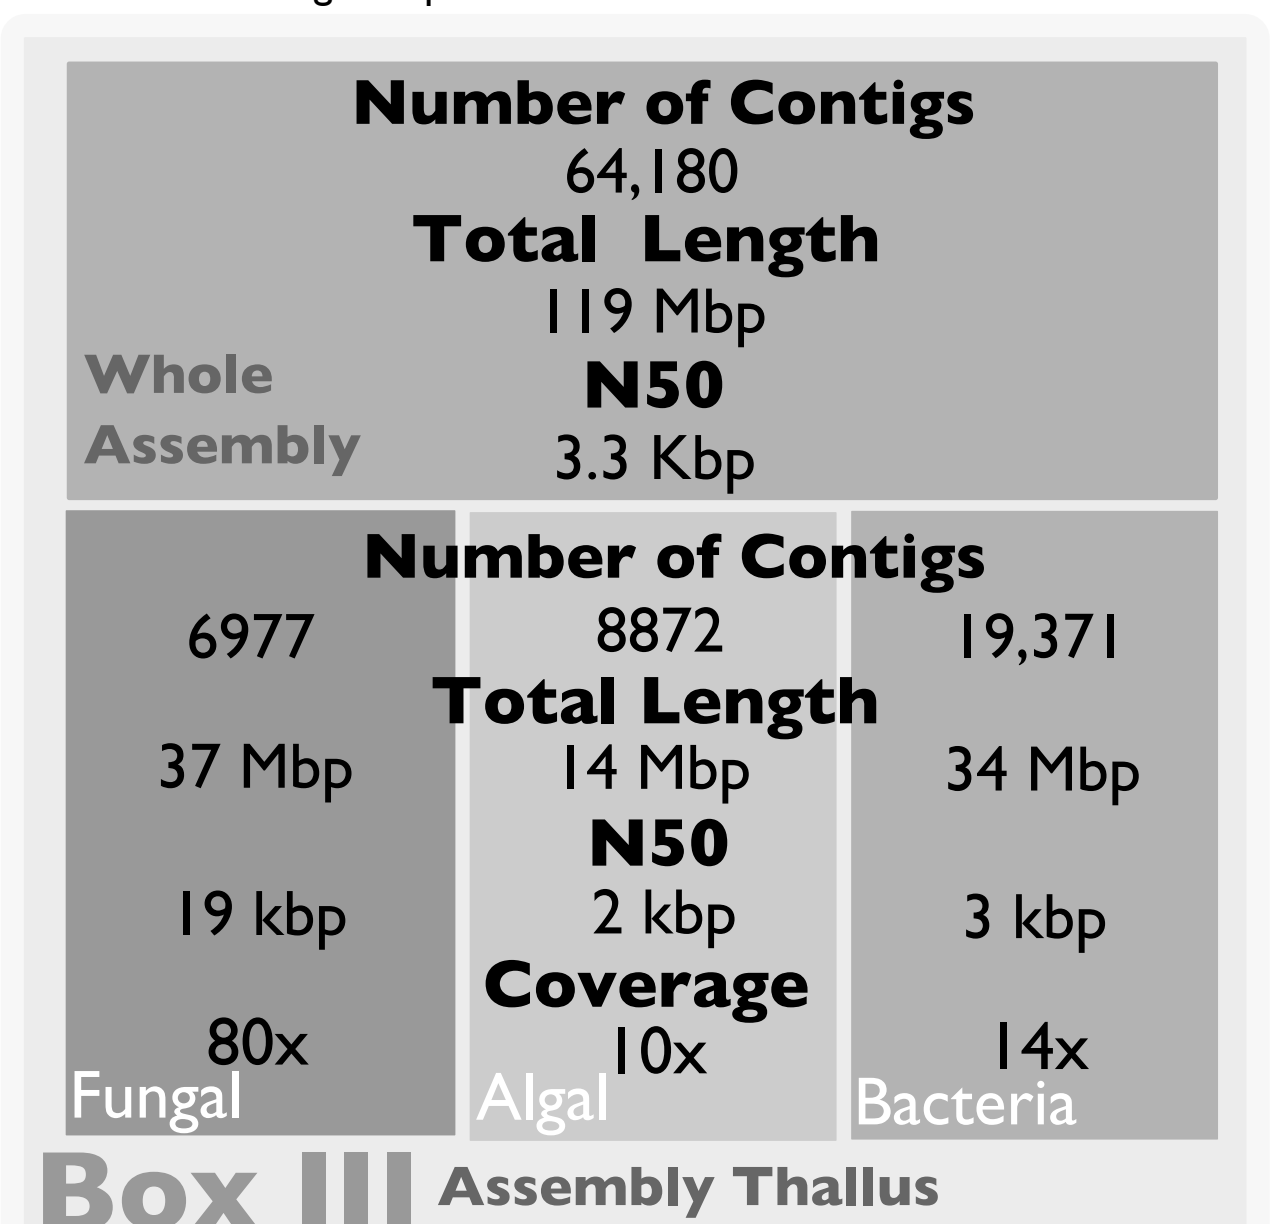 Number of Contigs
64,180
Total Length
119 Mbp
N50
3.3 Kbp
Whole
Assembly
Number of Contigs
6977 8872 19,371
Total Length
37 Mbp 14 Mbp 34 Mbp
N50
19 kbp 2 kbp 3 kbp
Coverage
80x 10x 14x
Fungal Algal Bacteria
Box III Assembly Thallus